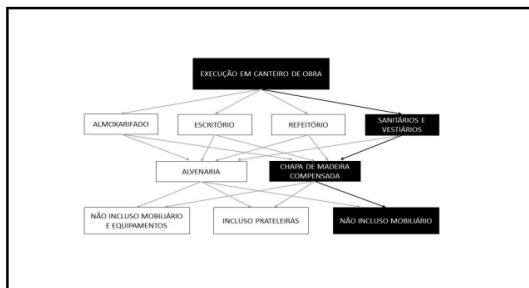 EXECUÇÃO EM CANTEIRO DE OBRA
ALMOXARIFADO
ESCRITÓRIO
REFEITÓRIO
SANITÁRIOS E
VESTIÁRIOS
ALVENARIA
CHAPA DE MADEIRA
COMPENSADA
NÃO INCLUSO MOBILIÁRIO
E EQUIPAMENTOS
INCLUSO PRATELEIRAS
NÃO INCLUSO MOBILIÁRIO